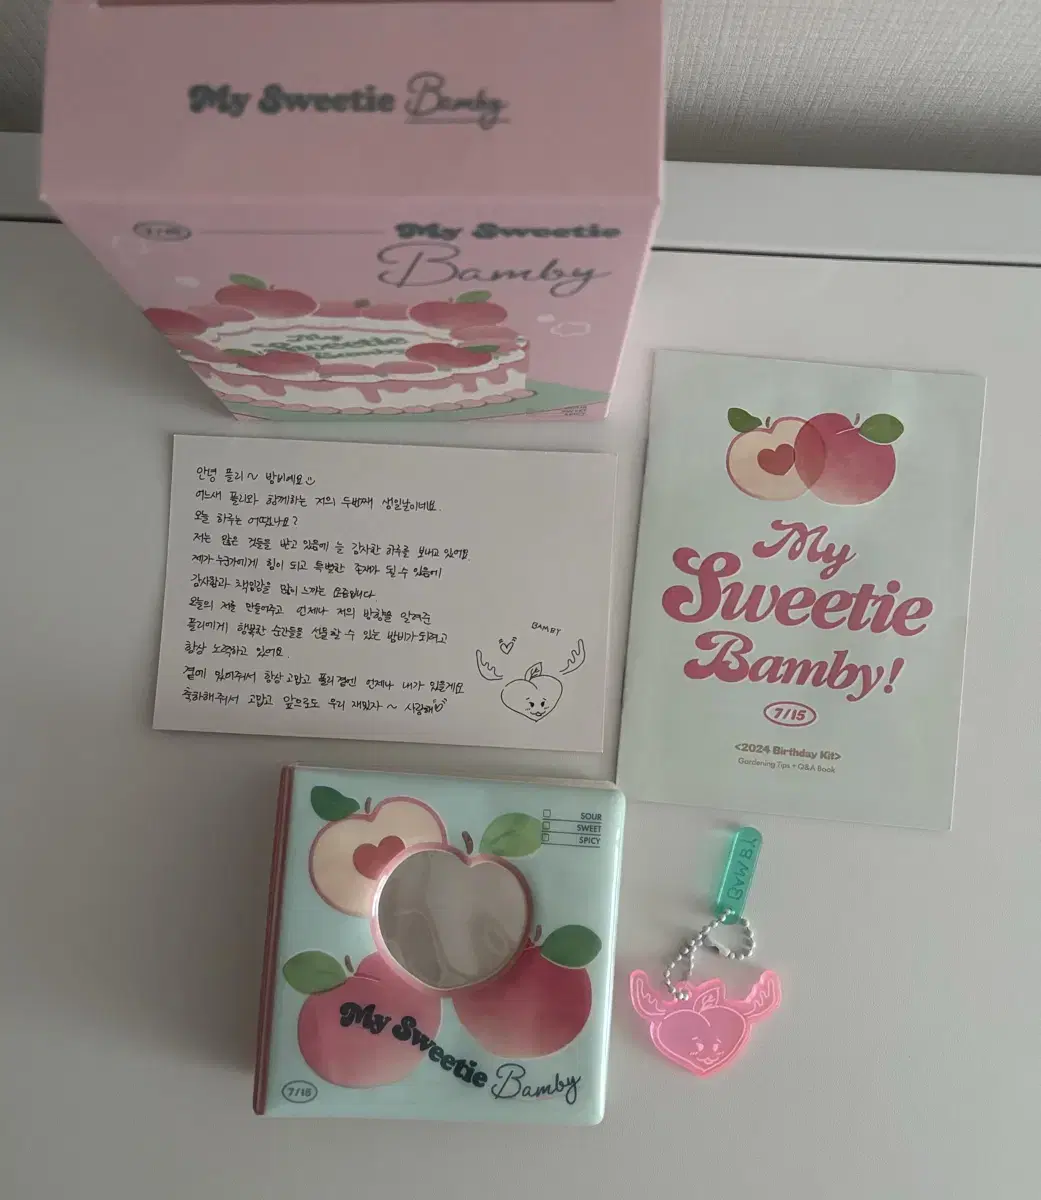 My Sweetie Bamby
7/15
My Sweetie
Bamby
My
Sweetie
Bamby
안녕 플리~ 밤비예요
어느새 플리와 함께하는 저의 두번째 생일날이네요.
오늘 하루는 어땠나요?
저는 많은 것들을 받고 있음에 늘 감사한 하루를 보내고 있어요
제가 누군가에게 힘이 되고 특별한 존재가 될 수 있음에
감사함과 책임감을 많이 느끼는 요즘입니다
오늘의 저를 만들어주고 언제나 저의 방향을 알려준
플리에게 행복한 순간들을 선물할 수 있는 밤비가 되려고
항상 노력하고 있어요.
곁에 있어주셔서 항상 고맙고 플리 곁엔 언제나 내가 있을게요
축하해줘서 고맙고 앞으로도 우리 재밌자~ 사랑해
BAMBY
My
Sweetie
Bamby!
7/15
<2024 Birthday Kit>
Gardening Tips + Q&A Book
SOUR
SWEET
SPICY
My Sweetie Bamby
7/15
BAMBY